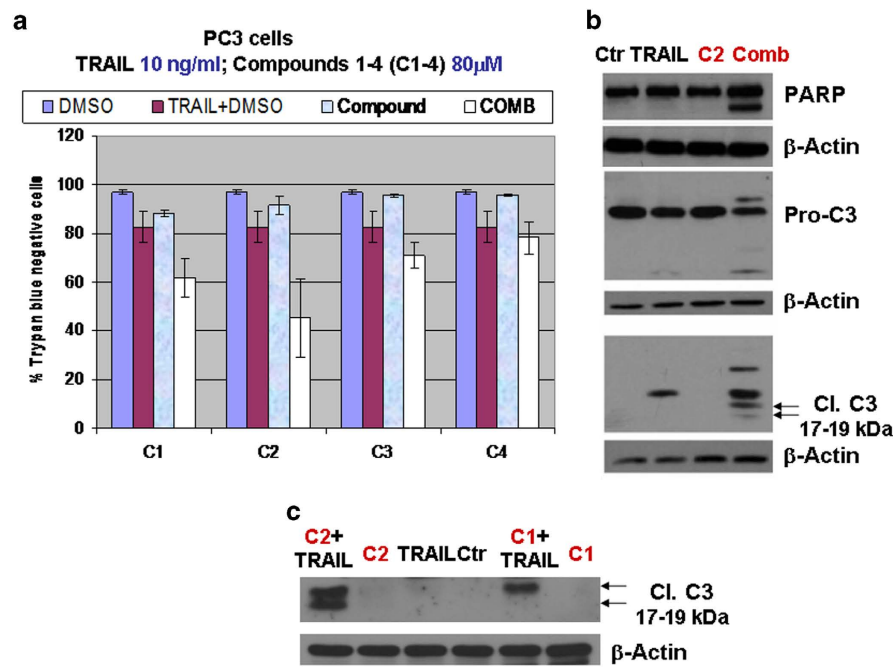 a
PC3 cells
TRAIL 10 ng/ml; Compounds 1-4 (C1-4) 80μM
DMSO TRAIL+DMSO Compound COMB
% Trypan blue negative cells
120
100
80
60
40
20
0
C1 C2 C3 C4
b
Ctr TRAIL C2 Comb
PARP
β-Actin
Pro-C3
β-Actin
Cl. C3
17-19 kDa
β-Actin
c
C2+ TRAIL C2 TRAIL Ctr C1+ TRAIL C1
Cl. C3
17-19 kDa
β-Actin